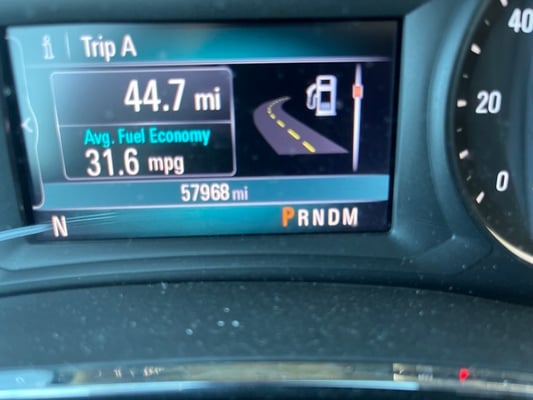 i Trip A
44.7 mi
Avg. Fuel Economy
31.6 mpg
57968 mi
N PRNDM
40
20
0